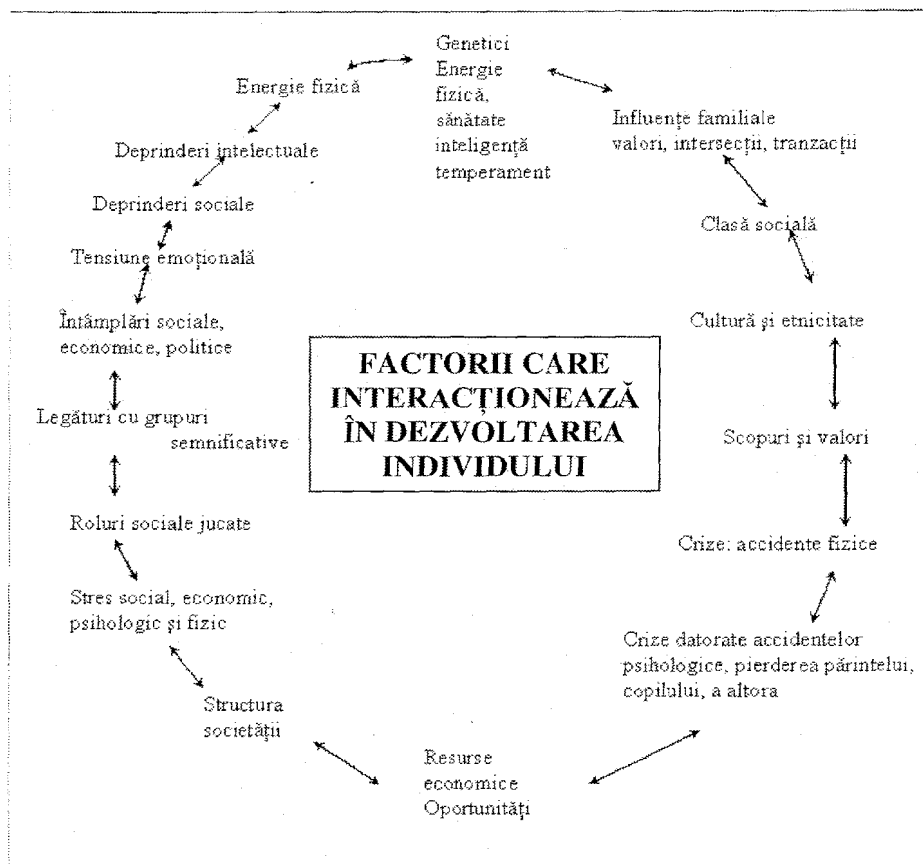 Genetici
Energie
fizică,
sănătate
inteligență
temperament
Influențe familiale
valori, intersecții, tranzacții
Clasă socială
Cultură și etnicitate
Scopuri și valori
Crize: accidente fizice
Crize datorate accidentelor
psihologice, pierderea părintelui,
copilului, a altora
Resurse
economice
Oportunități
Structura
societății
Stres social, economic,
psihologic și fizic
Roluri sociale jucate
Legături cu grupuri
semnificative
Întâmplări sociale,
economice, politice
Tensiune emoțională
Deprinderi sociale
Deprinderi intelectuale
Energie fizică
FACTORII CARE
INTERACȚIONEAZĂ
ÎN DEZVOLTAREA
INDIVIDULUI